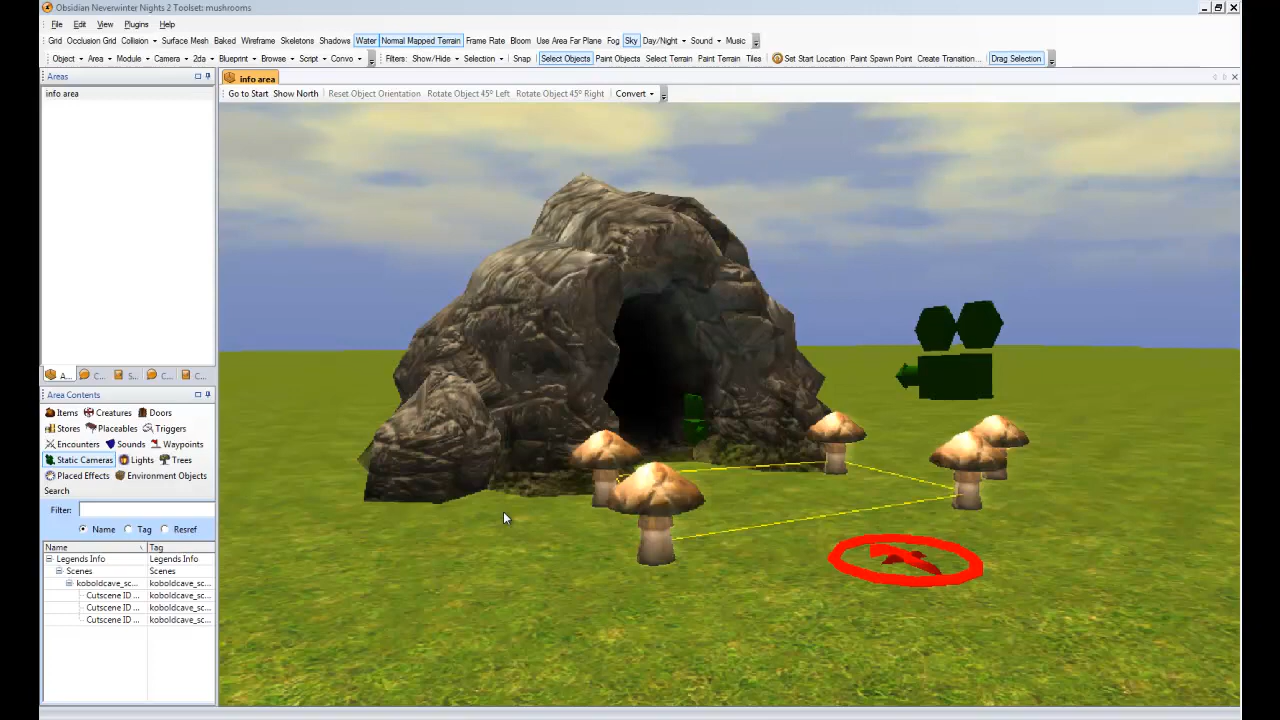 Obsidian Neverwinter Nights 2 Toolset: mushrooms
File Edit View Plugins Help
Grid Occlusion Grid Collision Surface Mesh Baked Wireframe Skeletons Shadows Water Normal Mapped Terrain Frame Rate Bloom Use Area Far Plane Fog Sky Day/Night Sound Music
Object Area Module Camera 2da Blueprint Browse Script Convo Filters: Show/Hide Selection Snap Select Objects Paint Objects Select Terrain Paint Terrain Tiles Set Start Location Paint Spawn Point Create Transition... Drag Selection
Areas
info area
info area
Go to Start Show North Reset Object Orientation Rotate Object 45º Left Rotate Object 45º Right Convert
A... C... S... C... C...
Area Contents
Items Creatures Doors
Stores Placeables Triggers
Encounters Sounds Waypoints
Static Cameras Lights Trees
Placed Effects Environment Objects
Search
Filter:
Name Tag Resref
Name Tag
Legends Info Legends Info
Scenes Scenes
koboldcave_sc... koboldcave_sc...
Cutscene ID ... koboldcave_sc...
Cutscene ID ... koboldcave_sc...
Cutscene ID ... koboldcave_sc...